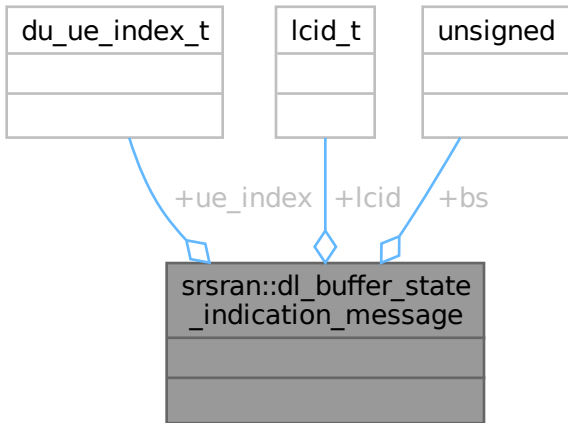 du_ue_index_t
lcid_t
unsigned
+ue_index
+lcid
+bs
srsran::dl_buffer_state
_indication_message